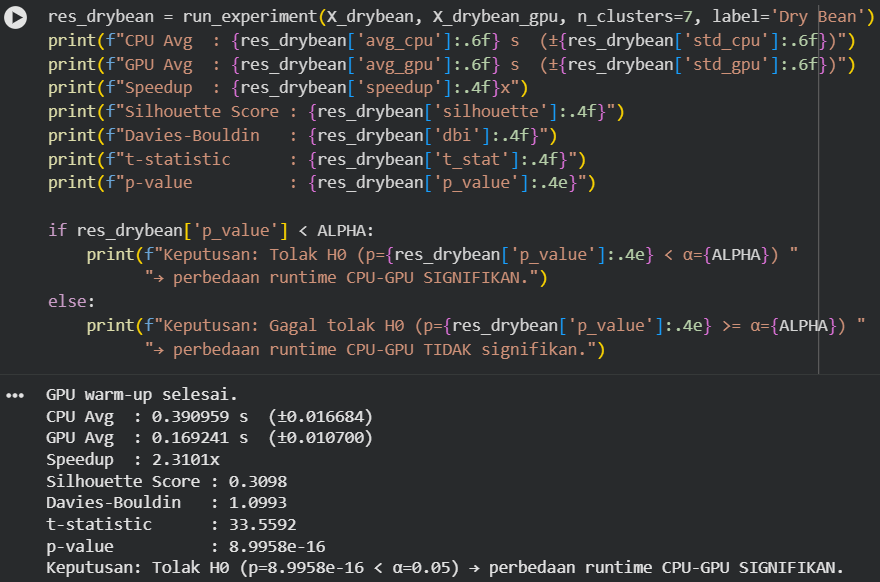 res_drybean = run_experiment(X_drybean, X_drybean_gpu, n_clusters=7, label='Dry Bean')
print(f"CPU Avg  : {res_drybean['avg_cpu']:.6f} s  (±{res_drybean['std_cpu']:.6f})")
print(f"GPU Avg  : {res_drybean['avg_gpu']:.6f} s  (±{res_drybean['std_gpu']:.6f})")
print(f"Speedup  : {res_drybean['speedup']:.4f}x")
print(f"Silhouette Score : {res_drybean['silhouette']:.4f}")
print(f"Davies-Bouldin   : {res_drybean['dbi']:.4f}")
print(f"t-statistic      : {res_drybean['t_stat']:.4f}")
print(f"p-value          : {res_drybean['p_value']:.4e}")

if res_drybean['p_value'] < ALPHA:
    print(f"Keputusan: Tolak H0 (p={res_drybean['p_value']:.4e} < α={ALPHA}) "
          "→ perbedaan runtime CPU-GPU SIGNIFIKAN.")
else:
    print(f"Keputusan: Gagal tolak H0 (p={res_drybean['p_value']:.4e} >= α={ALPHA}) "
          "→ perbedaan runtime CPU-GPU TIDAK signifikan.")

GPU warm-up selesai.
CPU Avg  : 0.390959 s  (±0.016684)
GPU Avg  : 0.169241 s  (±0.010700)
Speedup  : 2.3101x
Silhouette Score : 0.3098
Davies-Bouldin   : 1.0993
t-statistic      : 33.5592
p-value          : 8.9958e-16
Keputusan: Tolak H0 (p=8.9958e-16 < α=0.05) → perbedaan runtime CPU-GPU SIGNIFIKAN.